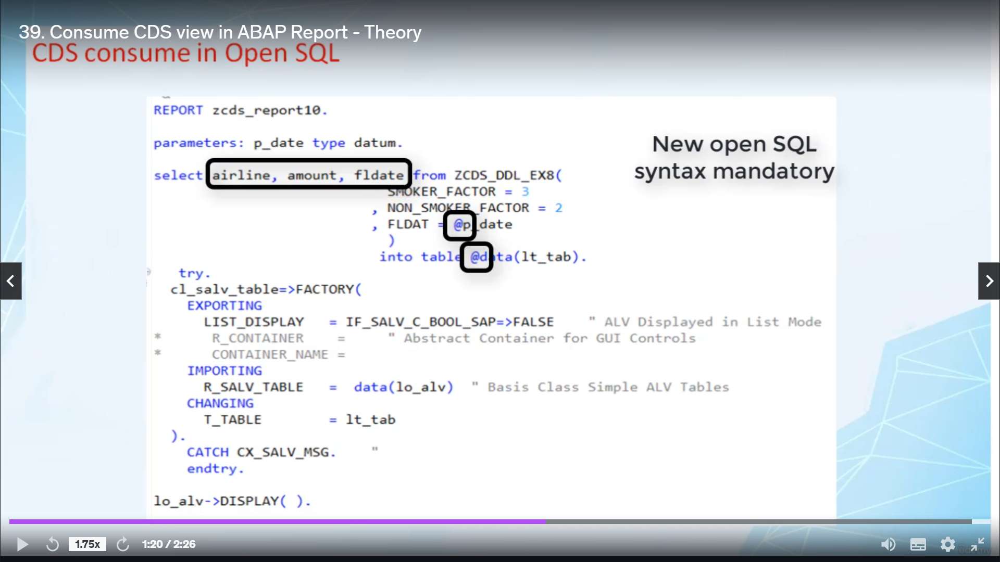 39. Consume CDS view in ABAP Report - Theory
CDS consume in Open SQL
REPORT zcds_report10.
New open SQL
syntax mandatory
parameters: p_date type datum.
select airline, amount, fldate from ZCDS_DDL_EX8(
SMOKER_FACTOR = 3
, NON_SMOKER_FACTOR = 2
, FLDAT = @p_date
)
into table @data(lt_tab).
try.
cl_salv_table=>FACTORY(
EXPORTING
LIST_DISPLAY = IF_SALV_C_BOOL_SAP=>FALSE " ALV Displayed in List Mode
* R_CONTAINER = " Abstract Container for GUI Controls
* CONTAINER_NAME =
IMPORTING
R_SALV_TABLE = data(lo_alv) " Basis Class Simple ALV Tables
CHANGING
T_TABLE = lt_tab
).
CATCH CX_SALV_MSG. "
endtry.
lo_alv->DISPLAY( ).
1.75x 1:20 / 2:26
Udemy